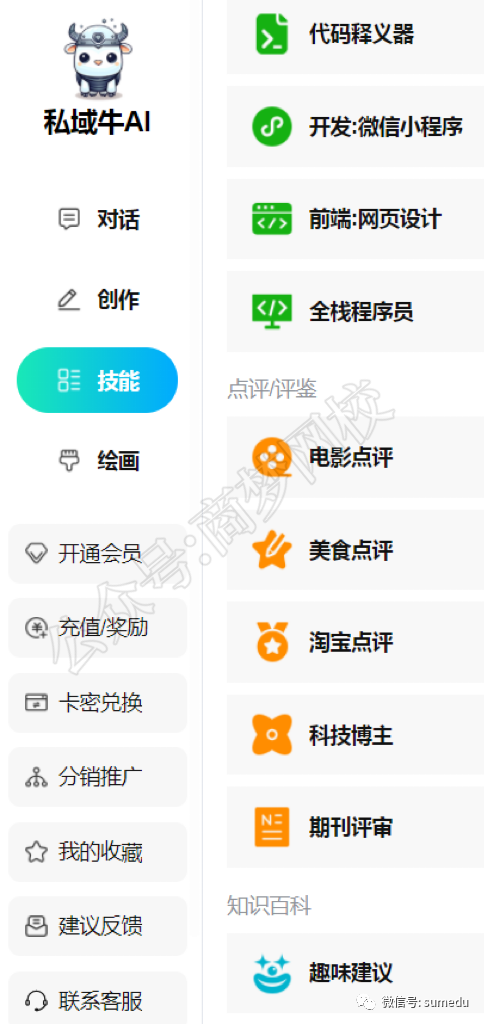 私域牛AI
对话
创作
技能
绘画
开通会员
充值/奖励
卡密兑换
分销推广
我的收藏
建议反馈
联系客服
代码释义器
开发:微信小程序
前端:网页设计
全栈程序员
点评/评鉴
电影点评
美食点评
淘宝点评
科技博主
期刊评审
知识百科
趣味建议
公众号:商梦网校
微信号: sumedu